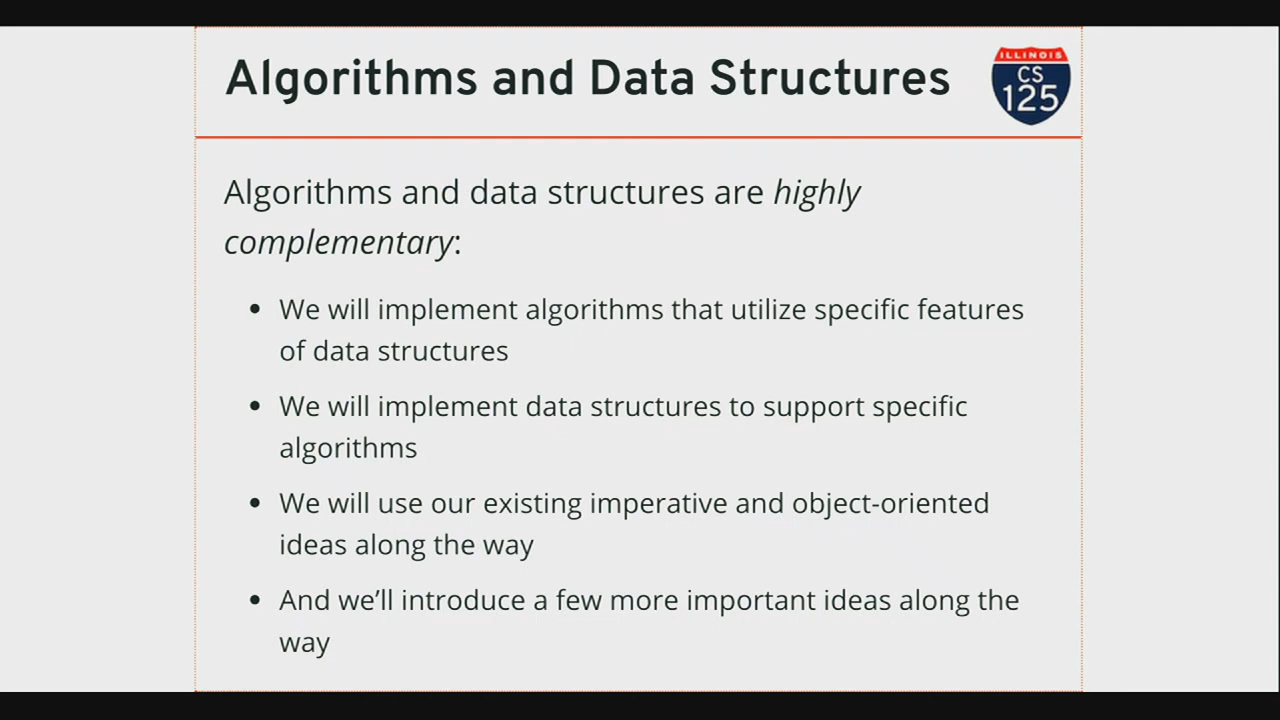 Algorithms and Data Structures
ILLINOIS
CS
125
Algorithms and data structures are highly
complementary:
• We will implement algorithms that utilize specific features
of data structures
• We will implement data structures to support specific
algorithms
• We will use our existing imperative and object-oriented
ideas along the way
• And we’ll introduce a few more important ideas along the
way